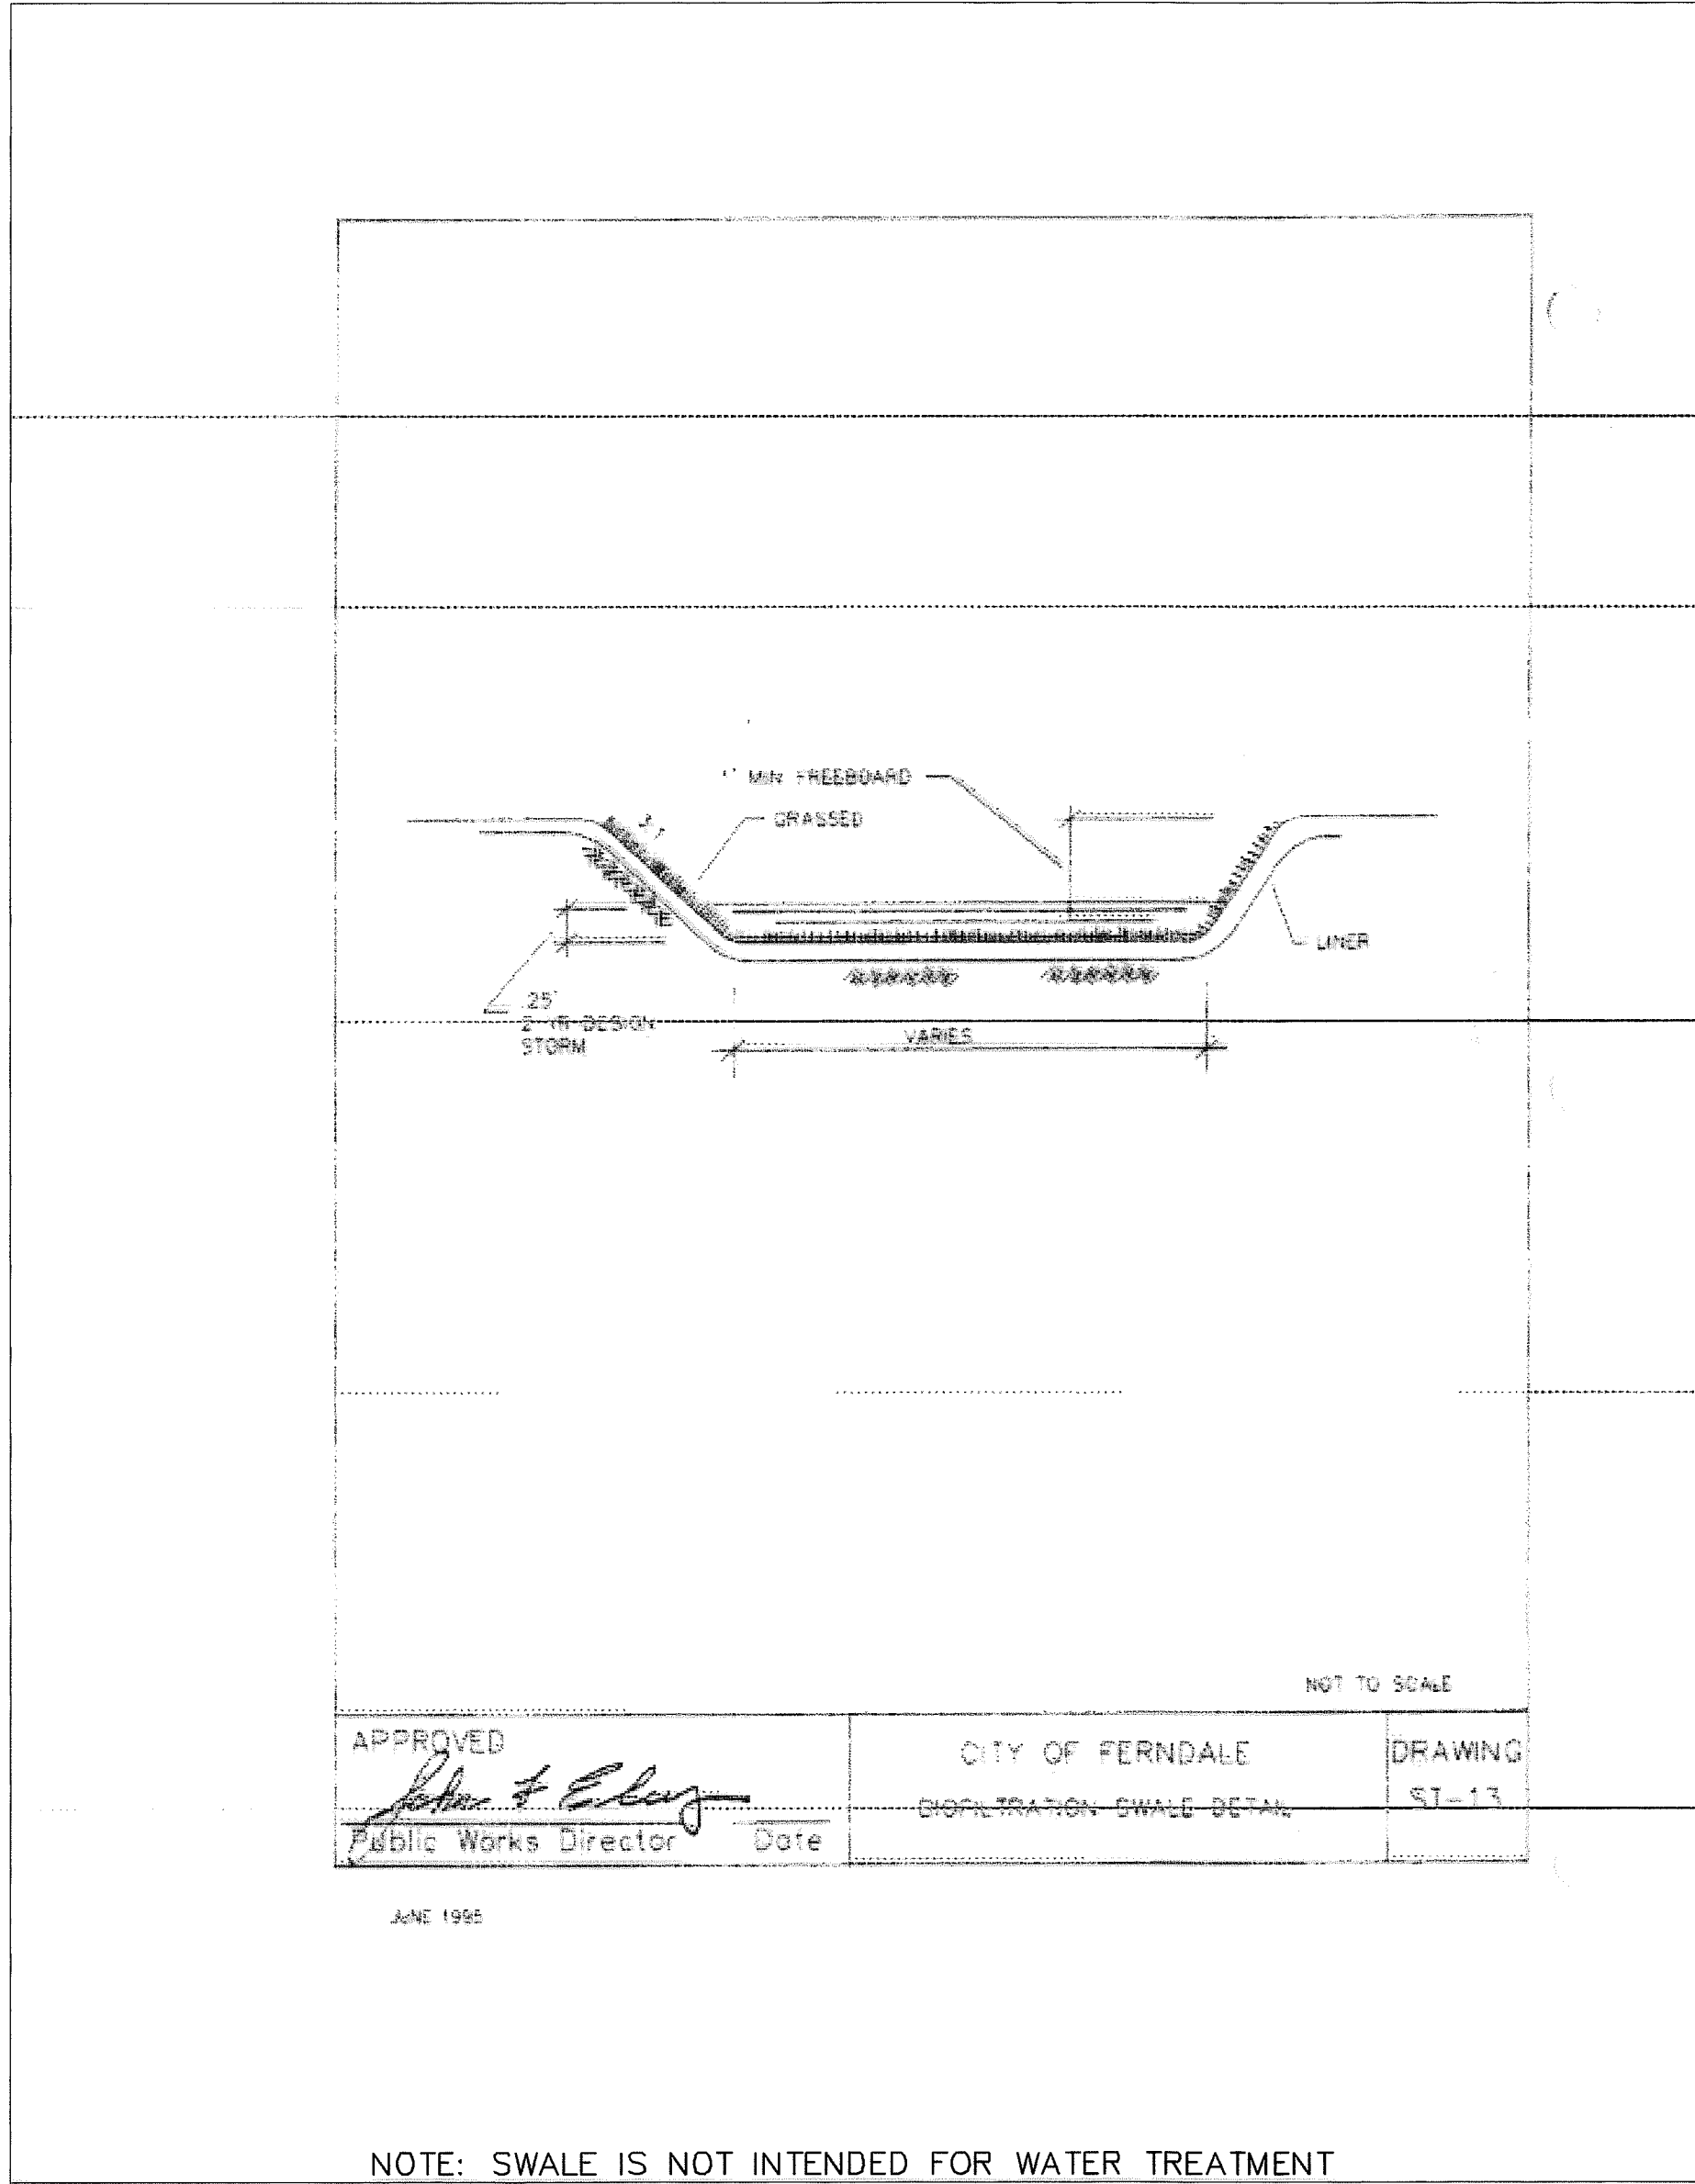 1' MIN FREEBOARD
GRASSED
3:1
LINER
.25'
2 YR DESIGN
STORM
VARIES
NOT TO SCALE
APPROVED
Public Works Director Date
CITY OF FERNDALE
BIOFILTRATION SWALE DETAIL
DRAWING
ST-13
JUNE 1995
NOTE: SWALE IS NOT INTENDED FOR WATER TREATMENT